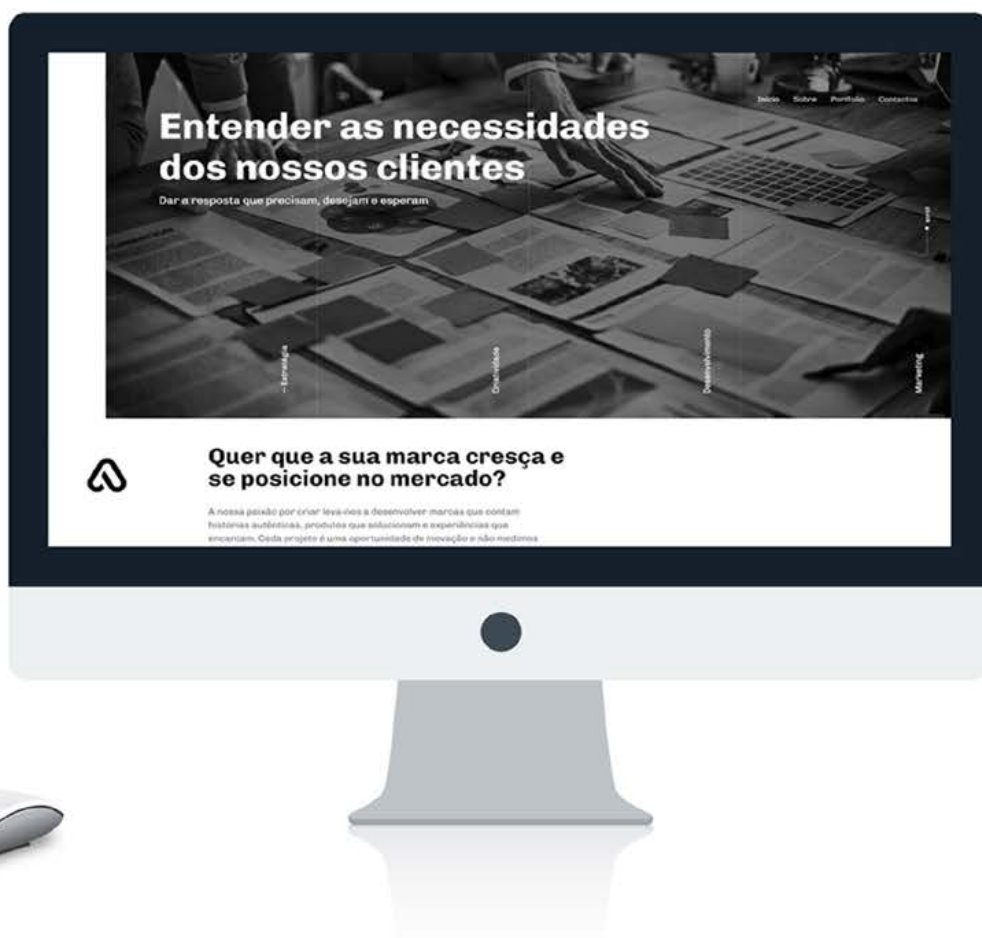 Início Sobre Portfolio Contactos
Entender as necessidades
dos nossos clientes
Dar a resposta que precisam, desejam e esperam
— Estratégia
Criatividade
Desenvolvimento
Marketing
Quer que a sua marca cresça e
se posicione no mercado?
A nossa paixão por criar leva-nos a desenvolver marcas que contam
histórias autênticas, produtos que solucionam e experiências que
encantam. Cada projeto é uma oportunidade de inovação e não medimos